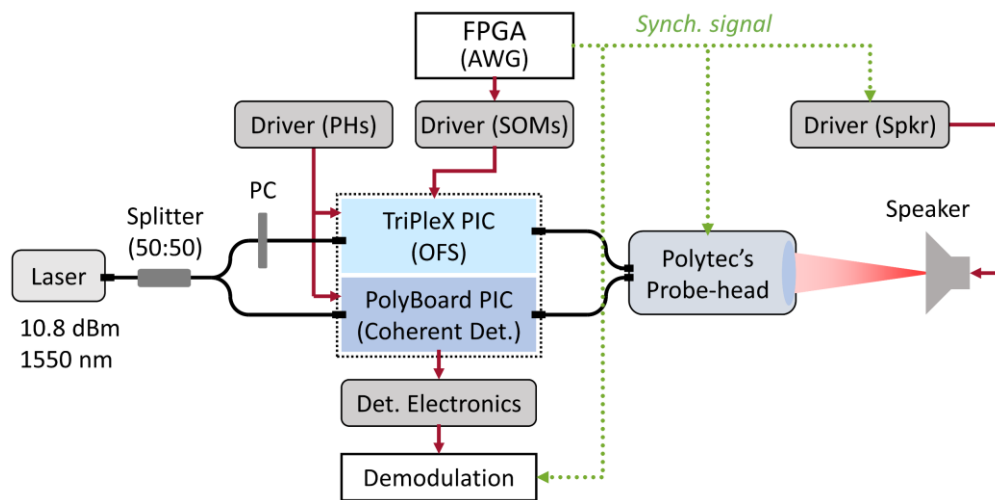 FPGA
(AWG)
Synch. signal
Driver (PHs)
Driver (SOMs)
Driver (Spkr)
PC
Splitter
(50:50)
TriPleX PIC
(OFS)
Speaker
Laser
Polytec's
Probe-head
PolyBoard PIC
(Coherent Det.)
10.8 dBm
1550 nm
Det. Electronics
Demodulation